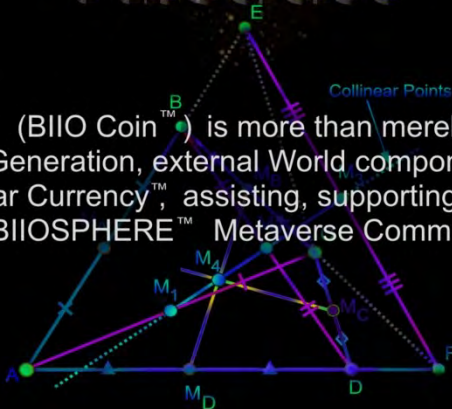 E
Collinear Points
B
(BIIO Coin™) is more than merel
Generation, external World compor
ar Currency™, assisting, supporting
BIIOSPHERE™ Metaverse Comm
M4
M1
MC
A
MD
D